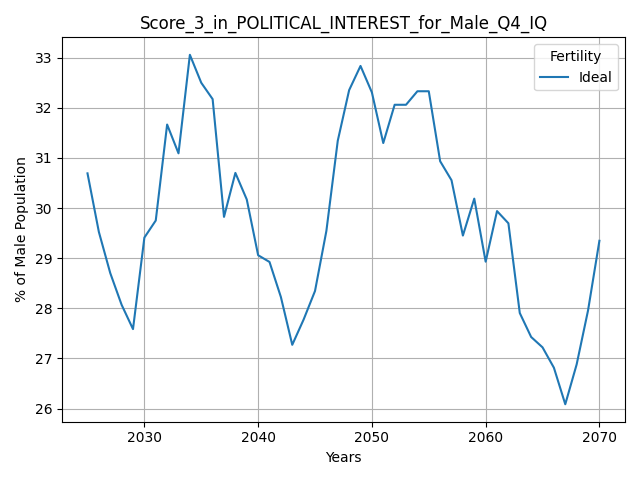 Score_3_in_POLITICAL_INTEREST_for_Male_Q4_IQ
Fertility
Ideal
% of Male Population
33
32
31
30
29
28
27
26
2030 2040 2050 2060 2070
Years